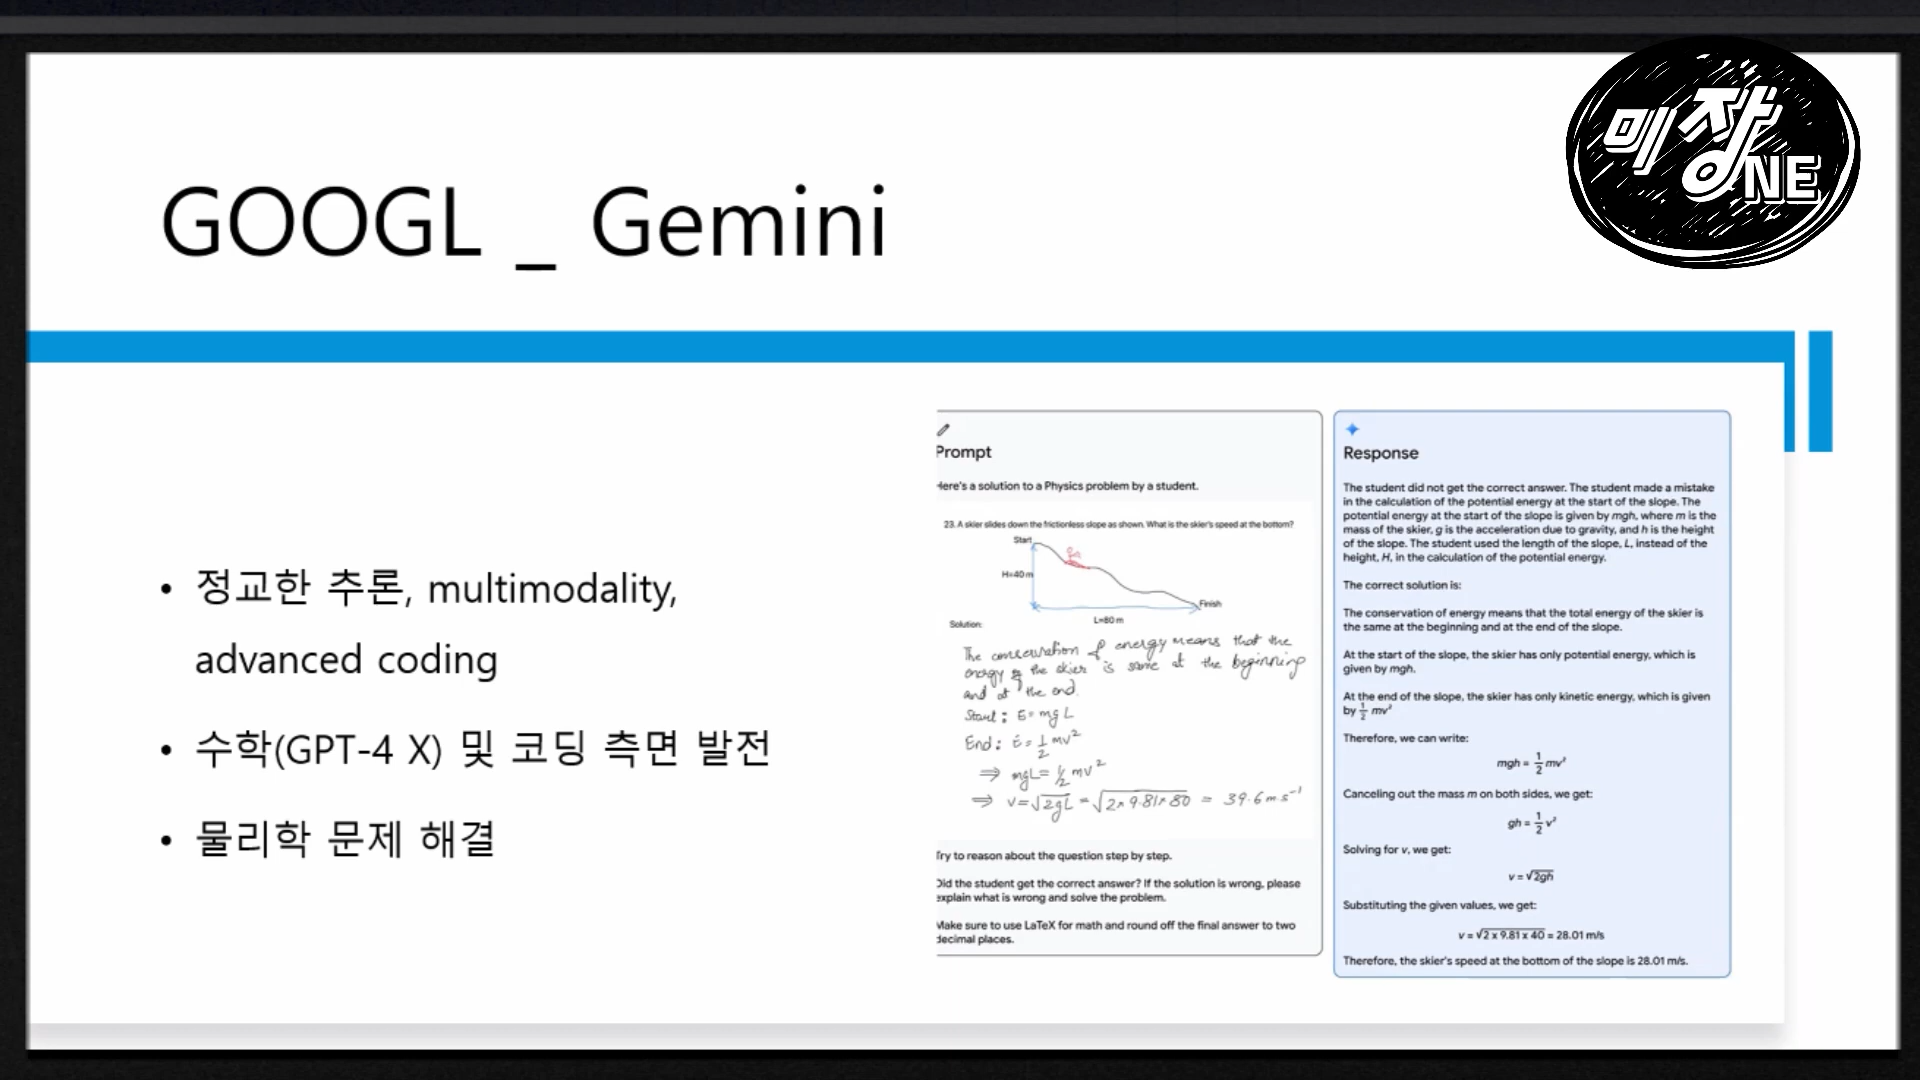 미장NE
GOOGL _ Gemini
• 정교한 추론, multimodality,
advanced coding
• 수학(GPT-4 X) 및 코딩 측면 발전
• 물리학 문제 해결
Prompt
Here's a solution to a Physics problem by a student.
23. A skier slides down the frictionless slope as shown. What is the skier's speed at the bottom?
Start
H=40 m
Finish
L=80 m
Solution:
The conservation of energy means that the
energy of the skier is same at the beginning
and at the end.
Start: E = mgL
End: E = 1/2 mv²
⇒ mgL = 1/2 mv²
⇒ v = √2gL = √2×9.81×80 = 39.6 m s⁻¹
Try to reason about the question step by step.
Did the student get the correct answer? If the solution is wrong, please
explain what is wrong and solve the problem.
Make sure to use LaTeX for math and round off the final answer to two
decimal places.
Response
The student did not get the correct answer. The student made a mistake
in the calculation of the potential energy at the start of the slope. The
potential energy at the start of the slope is given by mgh, where m is the
mass of the skier, g is the acceleration due to gravity, and h is the height
of the slope. The student used the length of the slope, L, instead of the
height, H, in the calculation of the potential energy.
The correct solution is:
The conservation of energy means that the total energy of the skier is
the same at the beginning and at the end of the slope.
At the start of the slope, the skier has only potential energy, which is
given by mgh.
At the end of the slope, the skier has only kinetic energy, which is given
by 1/2 mv²
Therefore, we can write:
mgh = 1/2 mv²
Canceling out the mass m on both sides, we get:
gh = 1/2 v²
Solving for v, we get:
v = √2gh
Substituting the given values, we get:
v = √2 x 9.81 x 40 = 28.01 m/s
Therefore, the skier's speed at the bottom of the slope is 28.01 m/s.